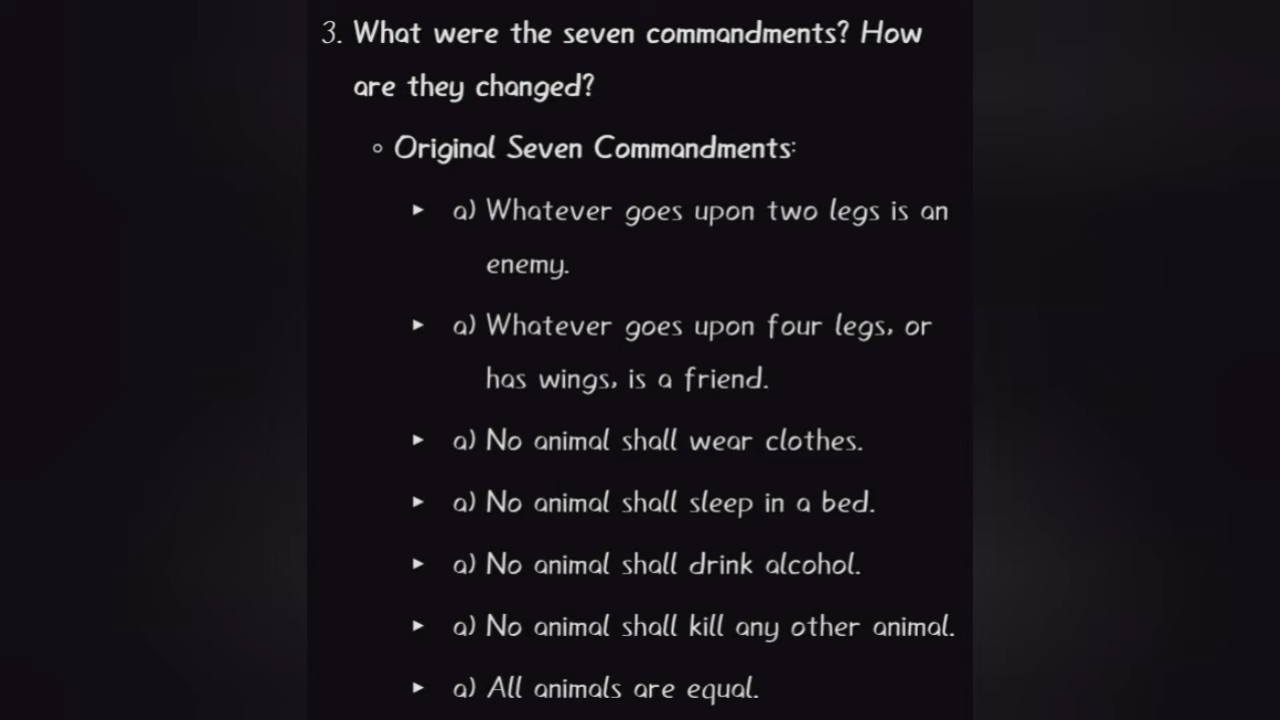 3. What were the seven commandments? How
are they changed?
∘ Original Seven Commandments:
▸ a) Whatever goes upon two legs is an
enemy.
▸ a) Whatever goes upon four legs, or
has wings, is a friend.
▸ a) No animal shall wear clothes.
▸ a) No animal shall sleep in a bed.
▸ a) No animal shall drink alcohol.
▸ a) No animal shall kill any other animal.
▸ a) All animals are equal.